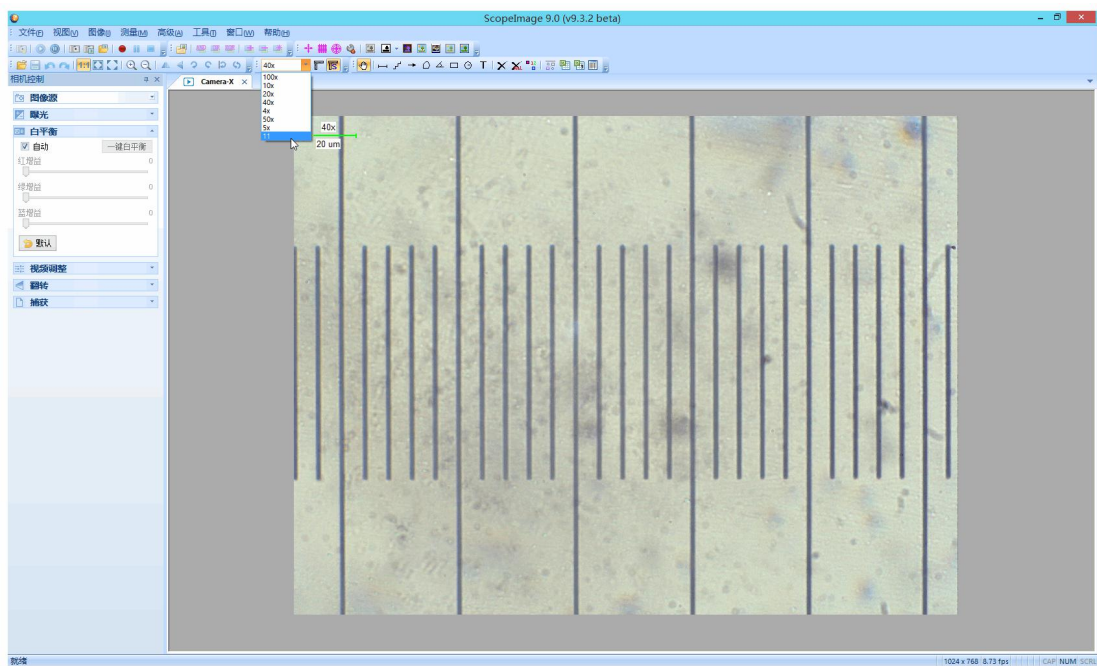 ScopeImage 9.0 (v9.3.2 beta)
文件(F) 视图(V) 图像(I) 测量(M) 高级(A) 工具(T) 窗口(W) 帮助(H)
40x
相机控制
Camera-X
100x
10x
20x
40x
4x
50x
5x
11
图像源
曝光
白平衡
自动
一键白平衡
红增益 0
绿增益 0
蓝增益 0
默认
视频调整
翻转
捕获
40x
20 um
就绪
1024 x 768 8.73 fps
CAP NUM SCRL